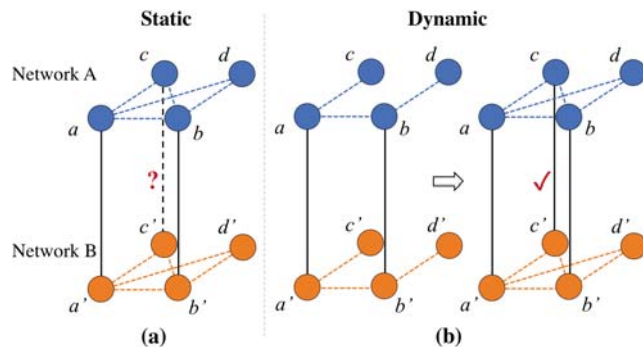 Static
Dynamic
Network A
c
d
a
b
c
d
a
b
c
d
a
b
?
✓
Network B
c’
d’
a’
b’
c’
d’
a’
b’
c’
d’
a’
b’
(a)
(b)